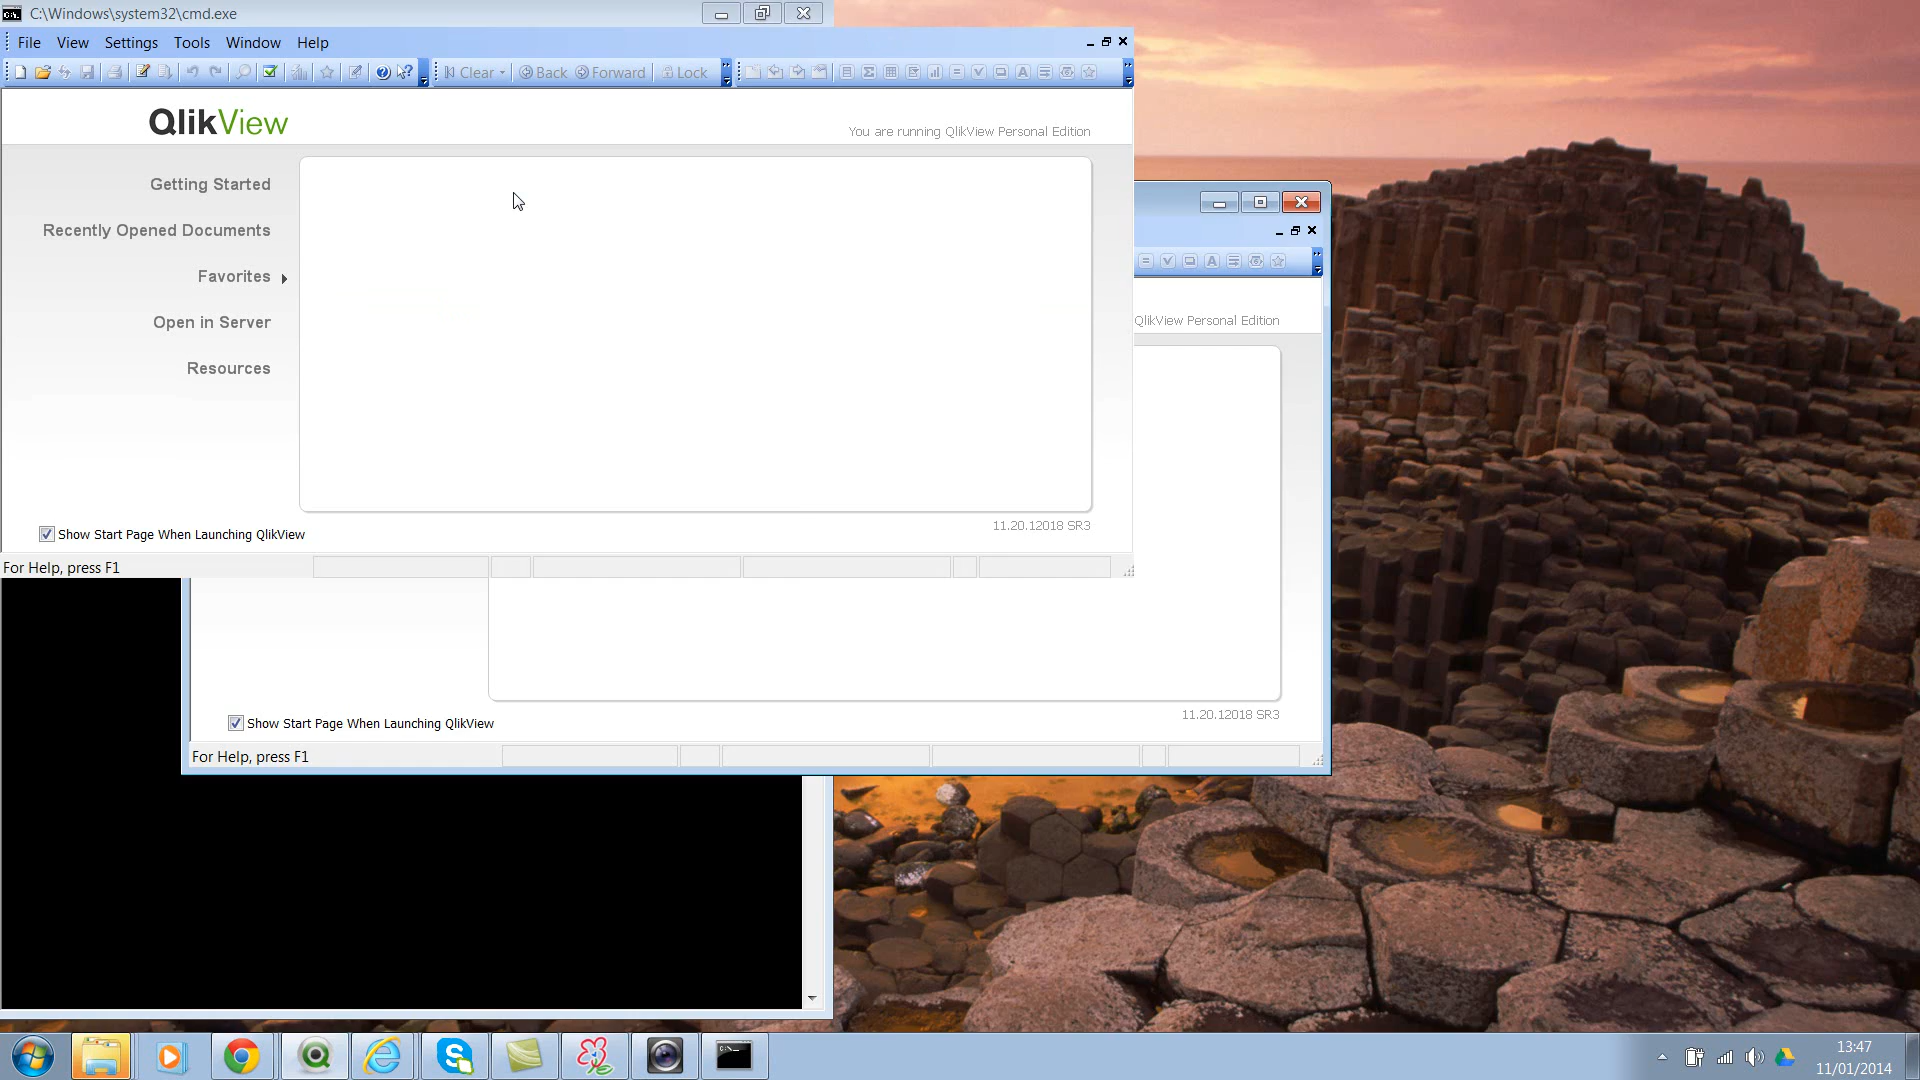 C:\Windows\system32\cmd.exe
File View Settings Tools Window Help
Clear Back Forward Lock
QlikView
You are running QlikView Personal Edition
Getting Started
Recently Opened Documents
Favorites
Open in Server
Resources
11.20.12018 SR3
Show Start Page When Launching QlikView
For Help, press F1
QlikView Personal Edition
11.20.12018 SR3
Show Start Page When Launching QlikView
For Help, press F1
13:47
11/01/2014